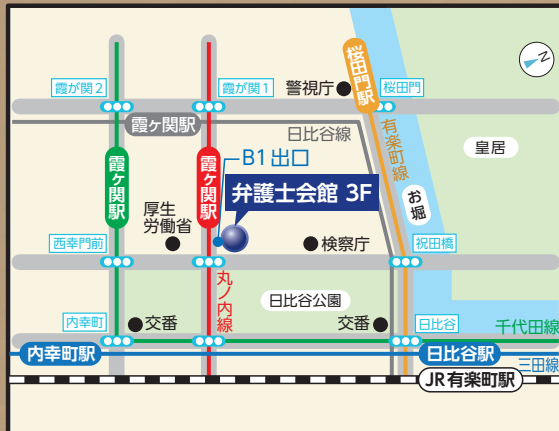 霞が関2
霞が関1
警視庁
桜田門駅
桜田門
N
霞ヶ関駅
日比谷線
有楽町線
皇居
霞ヶ関駅
霞ヶ関駅
B1出口
弁護士会館 3F
お堀
厚生
労働省
西幸門前
検察庁
祝田橋
丸ノ内線
日比谷公園
内幸町
交番
交番
日比谷
千代田線
内幸町駅
日比谷駅
三田線
JR有楽町駅